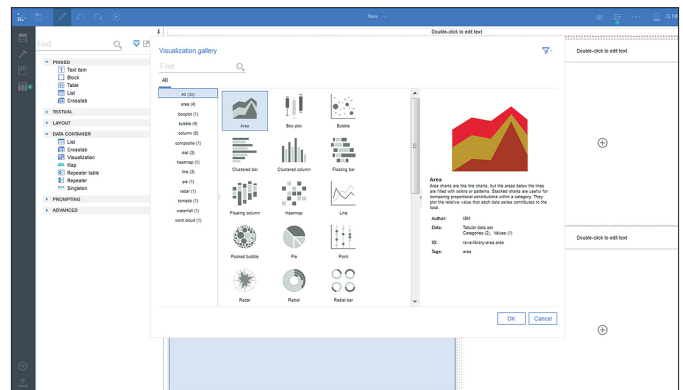 New
Double-click to edit text
Find
PINNED
Text item
Block
Table
List
Crosstab
TEXTUAL
LAYOUT
DATA CONTAINER
List
Crosstab
Visualization
Map
Repeater table
Repeater
Singleton
PROMPTING
ADVANCED
Visualization gallery
Find
All
All (30)
area (4)
boxplot (1)
bubble (4)
column (8)
composite (1)
dial (3)
heatmap (1)
line (3)
pie (1)
radar (1)
tornado (1)
waterfall (1)
word cloud (1)
Area
Box plot
Bubble
Clustered bar
Clustered column
Floating bar
Floating column
Heatmap
Line
Packed bubble
Pie
Point
Radar
Radial
Radial bar
Area
Area charts are like line charts, but the areas below the lines
are filled with colors or patterns. Stacked charts are useful for
comparing proportional contributions within a category. They
plot the relative value that each data series contributes to the
total.
Author: IBM
Data: Tabular data set
Categories (2), Values (1)
ID: rave-library-area.area
Tags: area
OK
Cancel
Double-click to edit text
Double-click to edit text